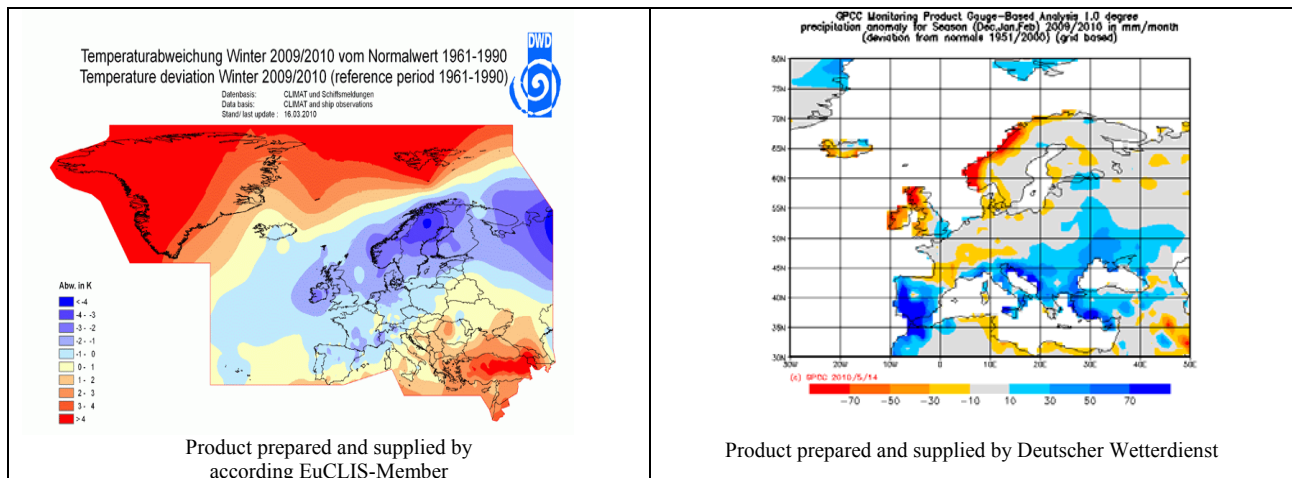 Temperaturabweichung Winter 2009/2010 vom Normalwert 1961-1990
Temperature deviation Winter 2009/2010 (reference period 1961-1990)
Datenbasis: CLIMAT und Schiffsmeldungen
Data basis: CLIMAT and ship observations
Stand/ last update : 16.03.2010
DWD
Abw. in K
< -4
-4 - -3
-3 - -2
-2 - -1
-1 - 0
0 - 1
1 - 2
2 - 3
3 - 4
> 4
Product prepared and supplied by
according EuCLIS-Member
GPCC Monitoring Product Gauge-Based Analysis 1.0 degree
precipitation anomaly for Season (Dec,Jan,Feb) 2009/2010 in mm/month
(deviation from normals 1951/2000) (grid based)
80N
75N
70N
65N
60N
55N
50N
45N
40N
35N
30N
30W
20W
10W
0
10E
20E
30E
40E
50E
(c) GPCC 2010/5/14
-70
-50
-30
-10
10
30
50
70
Product prepared and supplied by Deutscher Wetterdienst